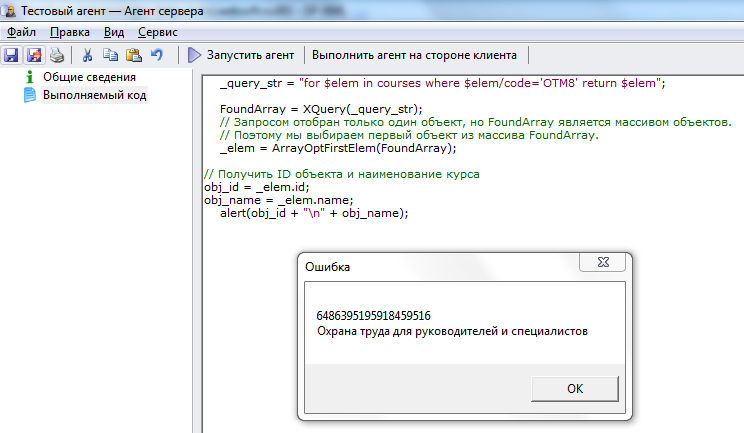 Тестовый агент — Агент сервера
Файл Правка Вид Сервис
Запустить агент Выполнить агент на стороне клиента
Общие сведения
Выполняемый код
_query_str = "for $elem in courses where $elem/code='OTM8' return $elem";
FoundArray = XQuery(_query_str);
// Запросом отобран только один объект, но FoundArray является массивом объектов.
// Поэтому мы выбираем первый объект из массива FoundArray.
_elem = ArrayOptFirstElem(FoundArray);
// Получить ID объекта и наименование курса
obj_id = _elem.id;
obj_name = _elem.name;
alert(obj_id + "\n" + obj_name);
Ошибка
6486395195918459516
Охрана труда для руководителей и специалистов
OK